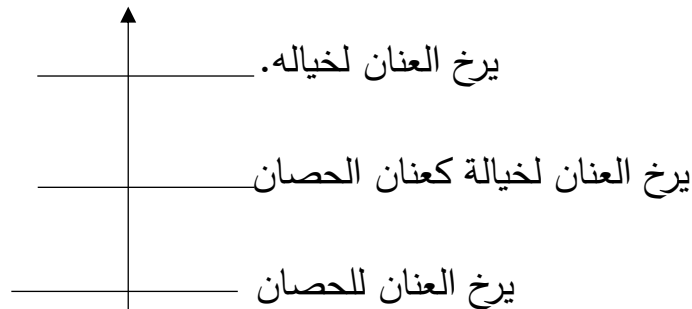 يرخ العنان لخياله.
يرخ العنان لخيالة كعنان الحصان
يرخ العنان للحصان